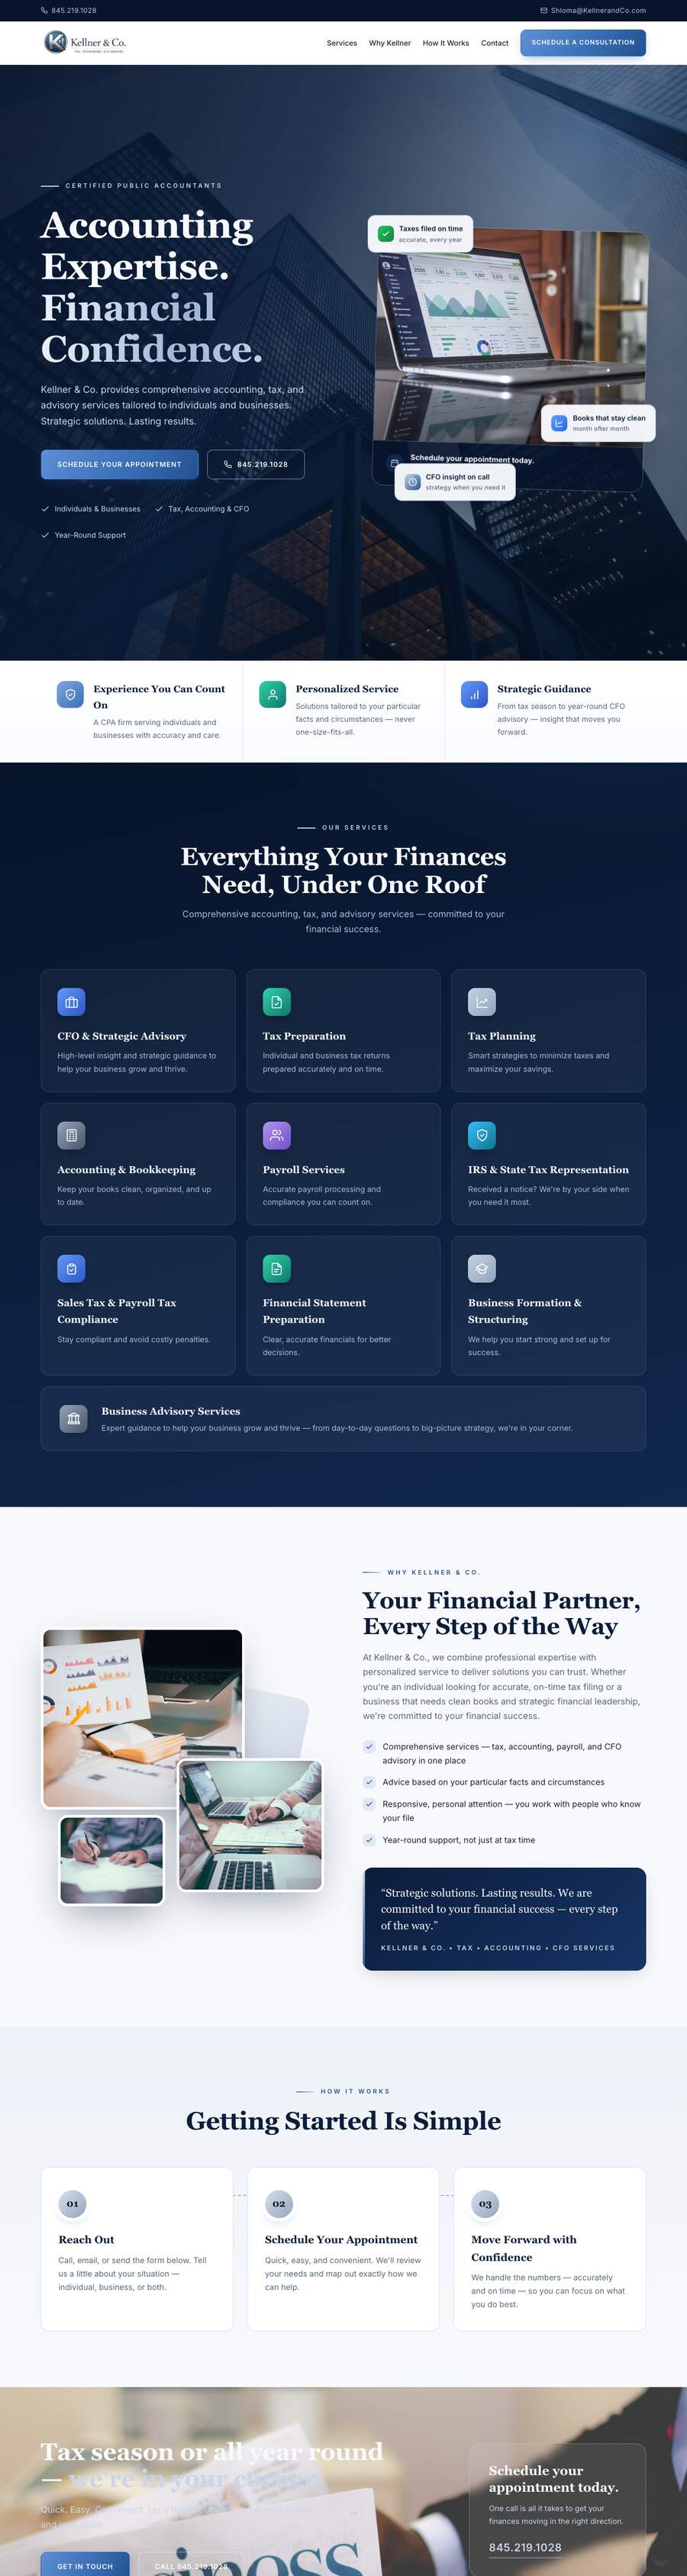 845.219.1028
Shloma@KellnerandCo.com
Kellner & Co.
Services
Why Kellner
How It Works
Contact
SCHEDULE A CONSULTATION
CERTIFIED PUBLIC ACCOUNTANTS
Accounting
Expertise.
Financial
Confidence.
Kellner & Co. provides comprehensive accounting, tax, and
advisory services tailored to individuals and businesses.
Strategic solutions. Lasting results.
SCHEDULE YOUR APPOINTMENT
845.219.1028
Individuals & Businesses
Tax, Accounting & CFO
Year-Round Support
Taxes filed on time
accurate, every year
Books that stay clean
month after month
Schedule your appointment today.
CFO insight on call
strategy when you need it
Experience You Can Count
On
A CPA firm serving individuals and
businesses with accuracy and care.
Personalized Service
Solutions tailored to your particular
facts and circumstances — never
one-size-fits-all.
Strategic Guidance
From tax season to year-round CFO
advisory — insight that moves you
forward.
OUR SERVICES
Everything Your Finances
Need, Under One Roof
Comprehensive accounting, tax, and advisory services — committed to your
financial success.
CFO & Strategic Advisory
High-level insight and strategic guidance to
help your business grow and thrive.
Tax Preparation
Individual and business tax returns
prepared accurately and on time.
Tax Planning
Smart strategies to minimize taxes and
maximize your savings.
Accounting & Bookkeeping
Keep your books clean, organized, and up
to date.
Payroll Services
Accurate payroll processing and
compliance you can count on.
IRS & State Tax Representation
Received a notice? We're by your side when
you need it most.
Sales Tax & Payroll Tax
Compliance
Stay compliant and avoid costly penalties.
Financial Statement
Preparation
Clear, accurate financials for better
decisions.
Business Formation &
Structuring
We help you start strong and set up for
success.
Business Advisory Services
Expert guidance to help your business grow and thrive — from day-to-day questions to big-picture strategy, we're in your corner.
WHY KELLNER & CO.
Your Financial Partner,
Every Step of the Way
At Kellner & Co., we combine professional expertise with
personalized service to deliver solutions you can trust. Whether
you're an individual looking for accurate, on-time tax filing or a
business that needs clean books and strategic financial leadership,
we're committed to your financial success.
Comprehensive services — tax, accounting, payroll, and CFO
advisory in one place
Advice based on your particular facts and circumstances
Responsive, personal attention — you work with people who know
your file
Year-round support, not just at tax time
“Strategic solutions. Lasting results. We are
committed to your financial success — every step
of the way.”
KELLNER & CO. • TAX • ACCOUNTING • CFO SERVICES
HOW IT WORKS
Getting Started Is Simple
01
Reach Out
Call, email, or send the form below. Tell
us a little about your situation —
individual, business, or both.
02
Schedule Your Appointment
Quick, easy, and convenient. We'll review
your needs and map out exactly how we
can help.
03
Move Forward with
Confidence
We handle the numbers — accurately
and on time — so you can focus on what
you do best.
Tax season or all year round
— we're in your corner.
Quick. Easy. Convenient.
GET IN TOUCH
CALL 845.219.1028
Schedule your
appointment today.
One call is all it takes to get your
finances moving in the right direction.
845.219.1028